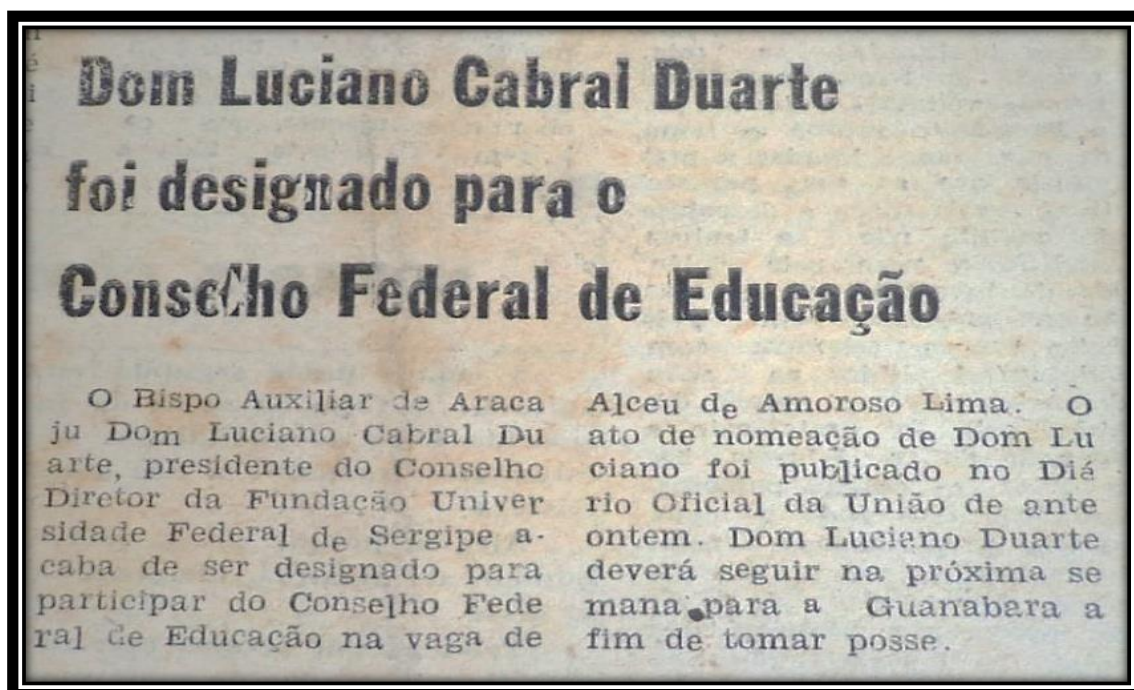 Dom Luciano Cabral Duarte
foi designado para o
Conselho Federal de Educação
O Bispo Auxiliar de Araca
ju Dom Luciano Cabral Du
arte, presidente do Conselho
Diretor da Fundação Univer
sidade Federal de Sergipe a-
caba de ser designado para
participar do Conselho Fede
ral de Educação na vaga de
Alceu de Amoroso Lima. O
ato de nomeação de Dom Lu
ciano foi publicado no Diá
rio Oficial da União de ante
ontem. Dom Luciano Duarte
deverá seguir na próxima se
mana para a Guanabara a
fim de tomar posse.